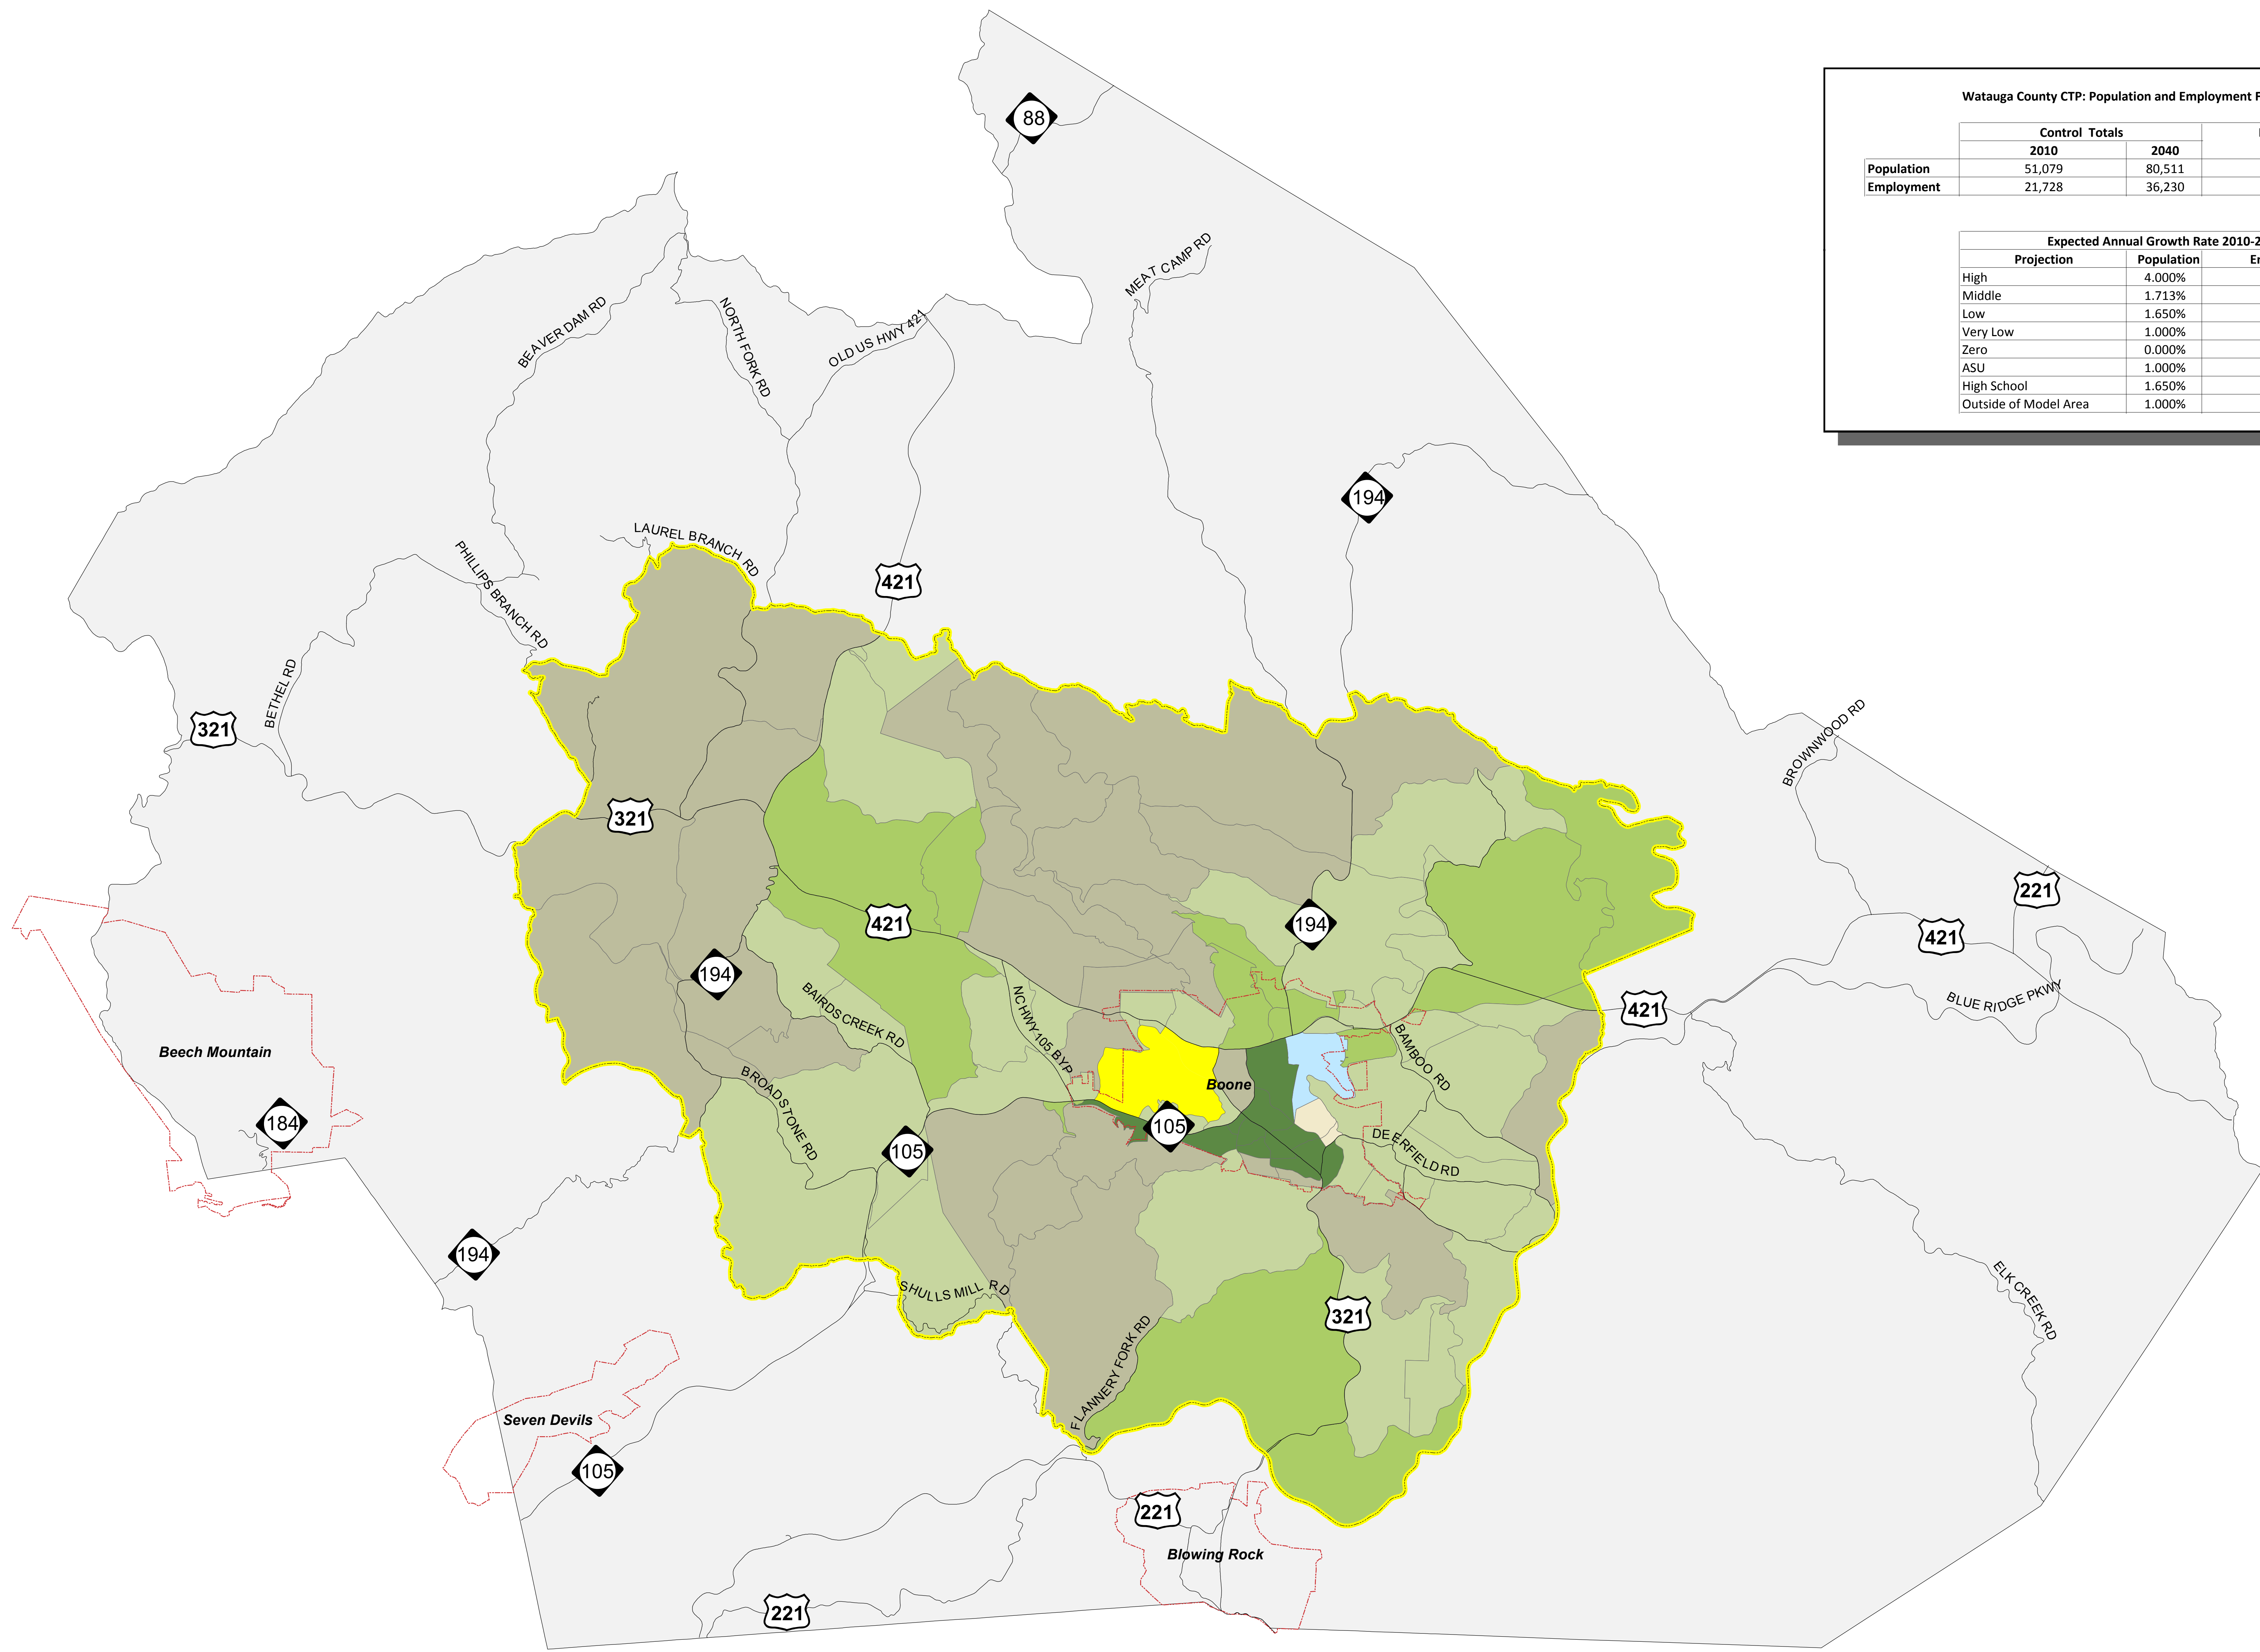 Watauga County CTP: Population and Employment F
Control Totals
2010 2040
Population 51,079 80,511
Employment 21,728 36,230
Expected Annual Growth Rate 2010-2
Projection Population E
High 4.000%
Middle 1.713%
Low 1.650%
Very Low 1.000%
Zero 0.000%
ASU 1.000%
High School 1.650%
Outside of Model Area 1.000%
88
MEAT CAMP RD
BEAVER DAM RD
NORTH FORK RD
OLD US HWY 421
194
LAUREL BRANCH RD
PHILLIPS BRANCH RD
421
BETHEL RD
321
BROWNWOOD RD
321
221
421
194
421
194
BAIRDS CREEK RD
NC HWY 105 BYP
421
BLUE RIDGE PKWY
Beech Mountain
BAMBOO RD
Boone
BROADSTONE RD
184
105
105
DEERFIELD RD
194
SHULLS MILL RD
321
ELK CREEK RD
FLANNERY FORK RD
Seven Devils
105
221
Blowing Rock
221